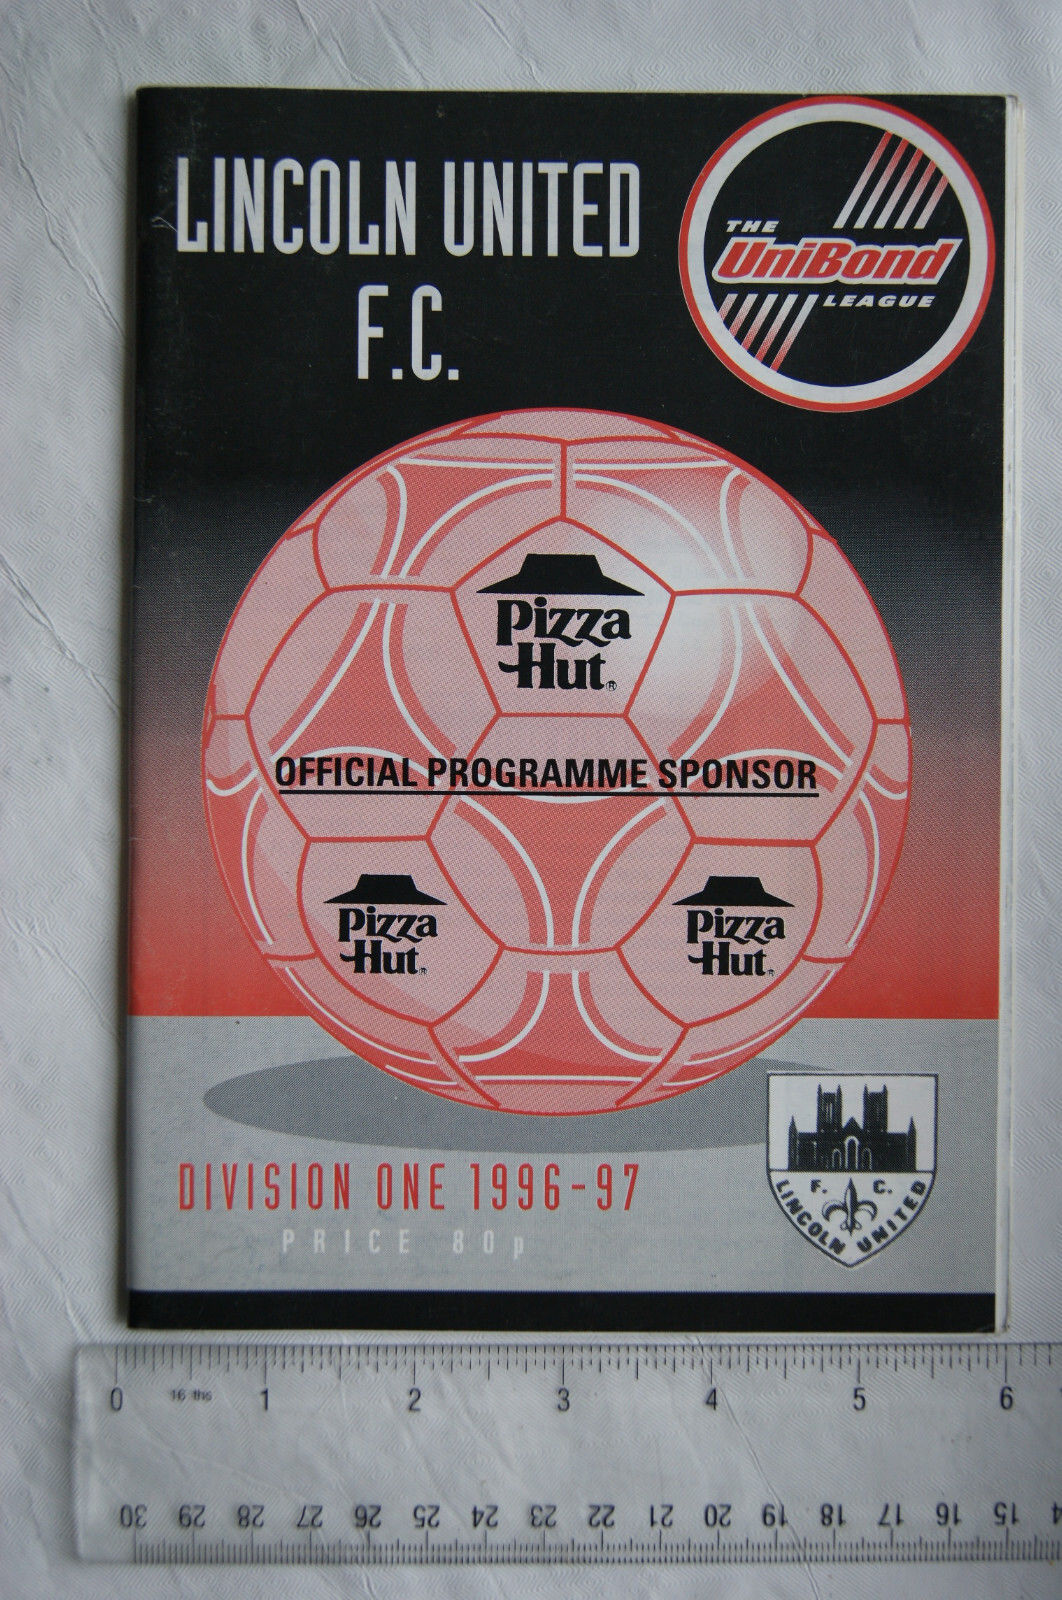 LINCOLN UNITED
F.C.
THE
UniBond
LEAGUE
Pizza
Hut®
OFFICIAL PROGRAMME SPONSOR
Pizza
Hut®
Pizza
Hut®
DIVISION ONE 1996-97
PRICE 80p
F. C.
LINCOLN UNITED
0 16 ths 1 2 3 4 5 6
30 29 28 27 26 25 24 23 22 21 20 19 18 17 16 15